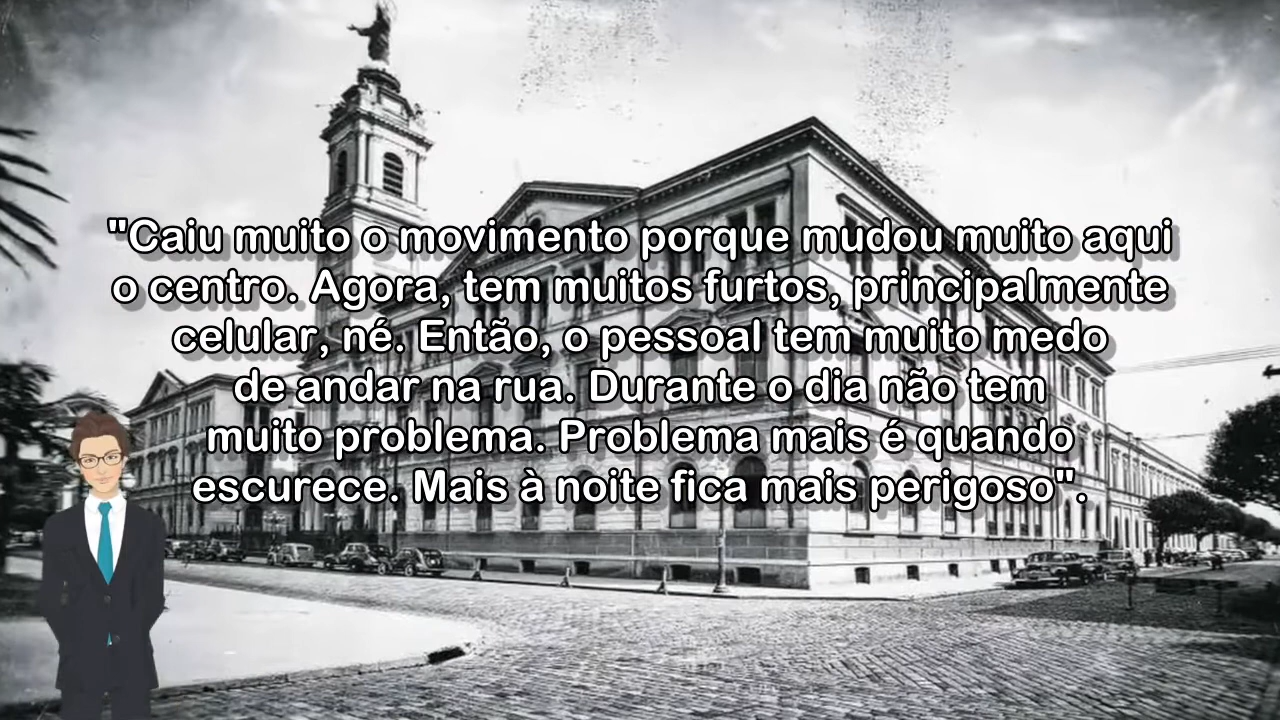 "Caiu muito o movimento porque mudou muito aqui
o centro. Agora, tem muitos furtos, principalmente
celular, né. Então, o pessoal tem muito medo
de andar na rua. Durante o dia não tem
muito problema. Problema mais é quando
escurece. Mais à noite fica mais perigoso".